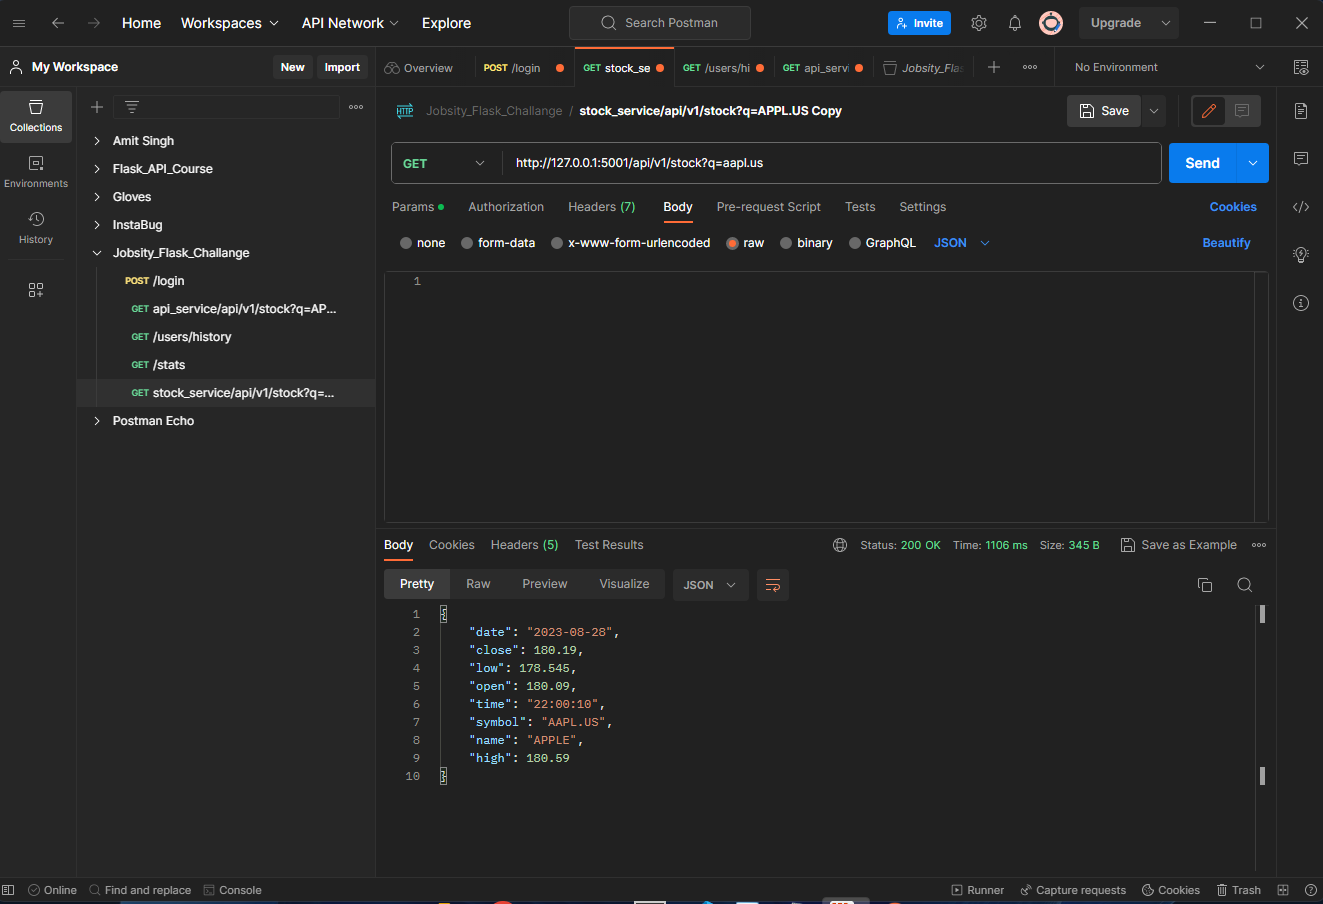 Home Workspaces API Network Explore Search Postman Invite Upgrade
My Workspace New Import
Overview POST /login GET stock_se GET /users/hi GET api_servi Jobsity_Flas No Environment
Collections
Environments
History
Amit Singh
Flask_API_Course
Gloves
InstaBug
Jobsity_Flask_Challange
POST /login
GET api_service/api/v1/stock?q=AP...
GET /users/history
GET /stats
GET stock_service/api/v1/stock?q=...
Postman Echo
HTTP Jobsity_Flask_Challange / stock_service/api/v1/stock?q=APPL.US Copy Save
GET http://127.0.0.1:5001/api/v1/stock?q=aapl.us Send
Params Authorization Headers (7) Body Pre-request Script Tests Settings Cookies
none form-data x-www-form-urlencoded raw binary GraphQL JSON Beautify
1
Body Cookies Headers (5) Test Results Status: 200 OK Time: 1106 ms Size: 345 B Save as Example
Pretty Raw Preview Visualize JSON
1 {
2 "date": "2023-08-28",
3 "close": 180.19,
4 "low": 178.545,
5 "open": 180.09,
6 "time": "22:00:10",
7 "symbol": "AAPL.US",
8 "name": "APPLE",
9 "high": 180.59
10 }
Online Find and replace Console Runner Capture requests Cookies Trash